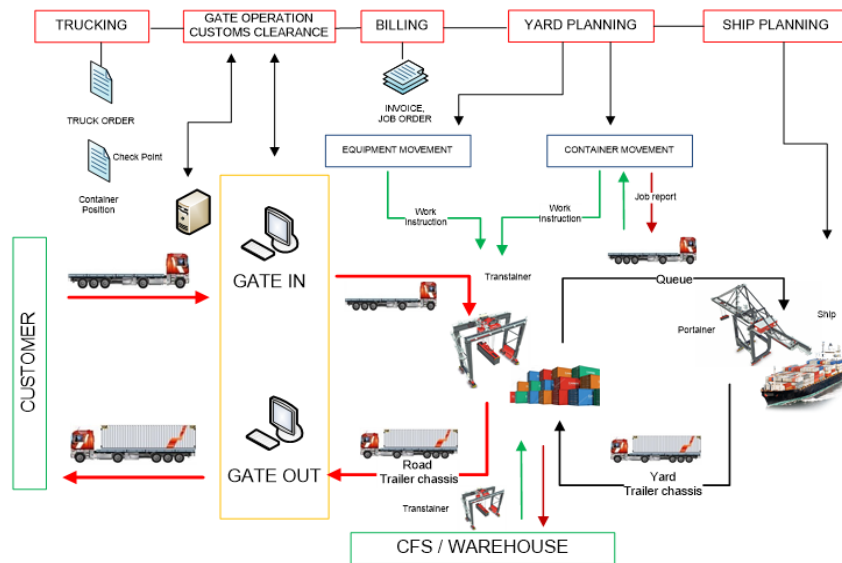 TRUCKING
GATE OPERATION
CUSTOMS CLEARANCE
BILLING
YARD PLANNING
SHIP PLANNING
TRUCK ORDER
INVOICE,
JOB ORDER
Check Point
Container
Position
EQUIPMENT MOVEMENT
CONTAINER MOVEMENT
Work
Instruction
Work
Instruction
Job report
GATE IN
Transtainer
Queue
Portainer
Ship
CUSTOMER
GATE OUT
Road
Trailer chassis
Yard
Trailer chassis
Transtainer
CFS / WAREHOUSE